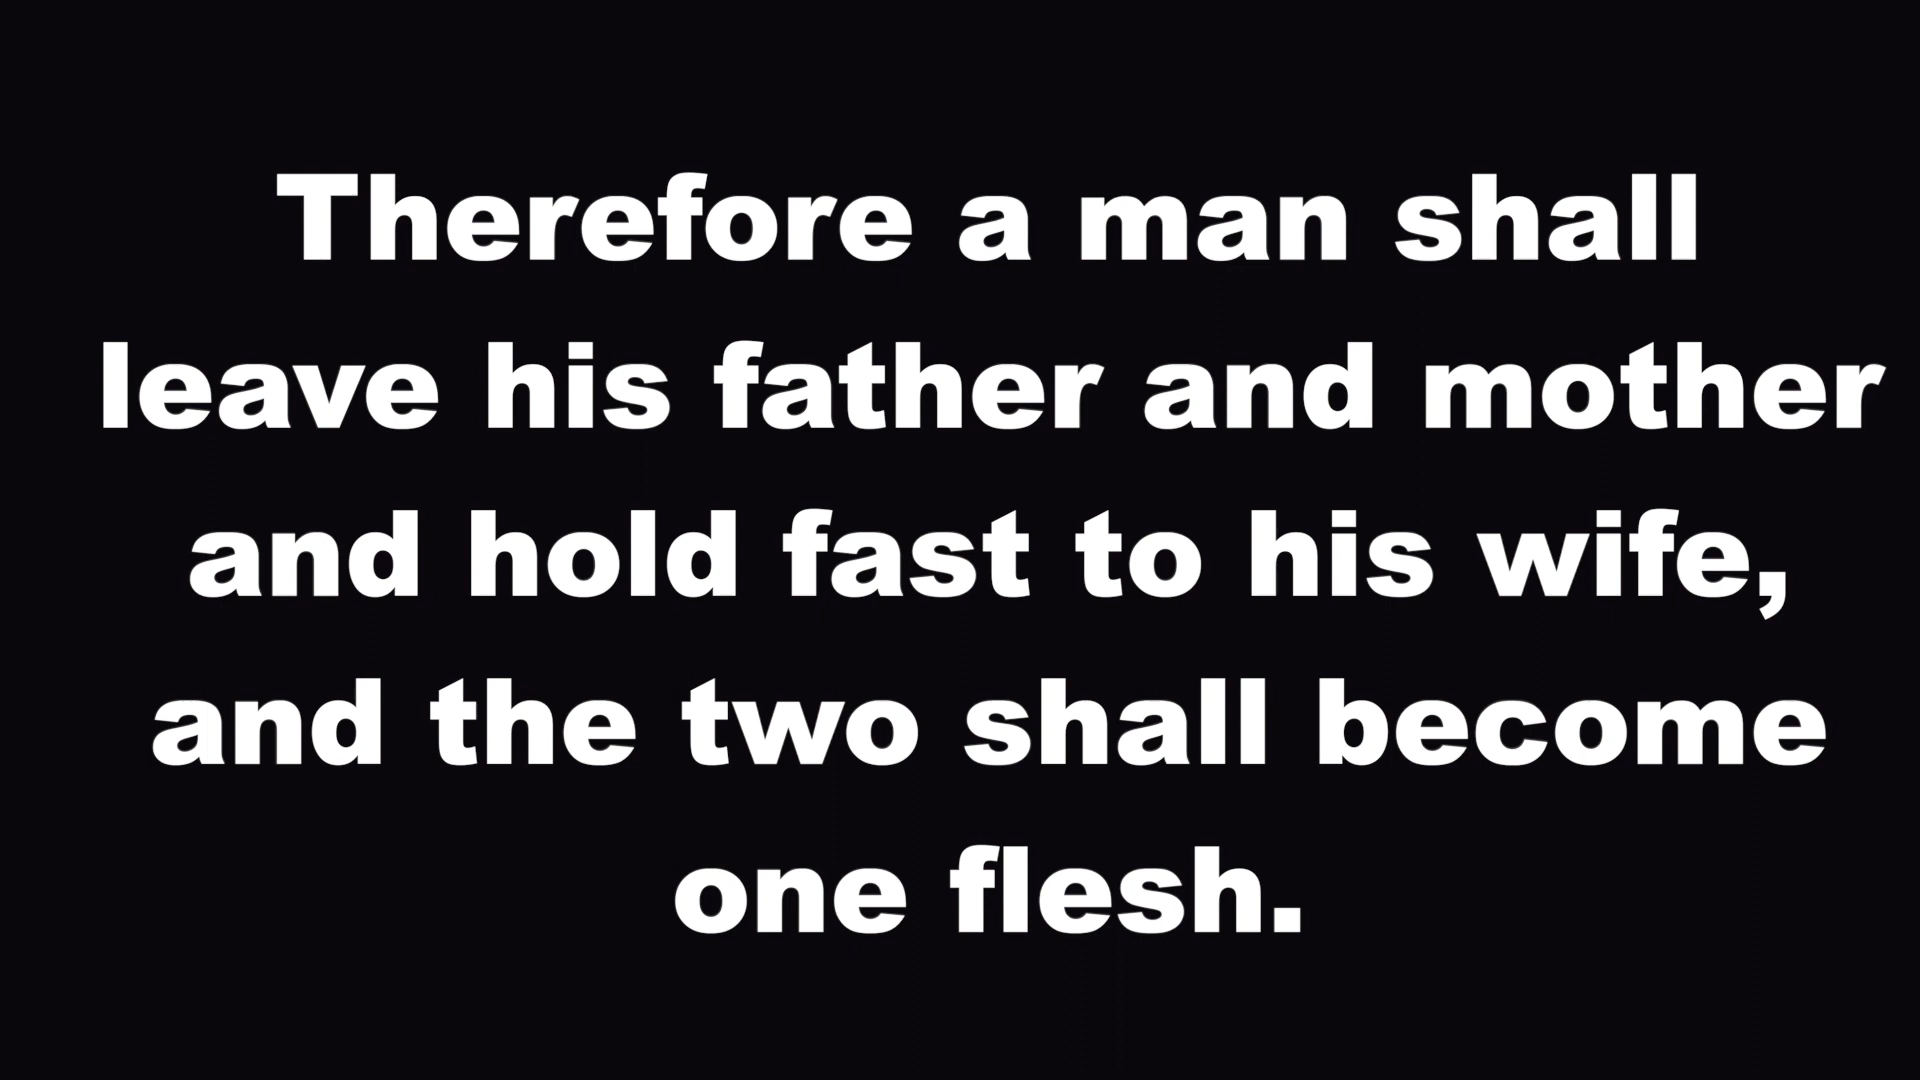 Therefore a man shall
leave his father and mother
and hold fast to his wife,
and the two shall become
one flesh.